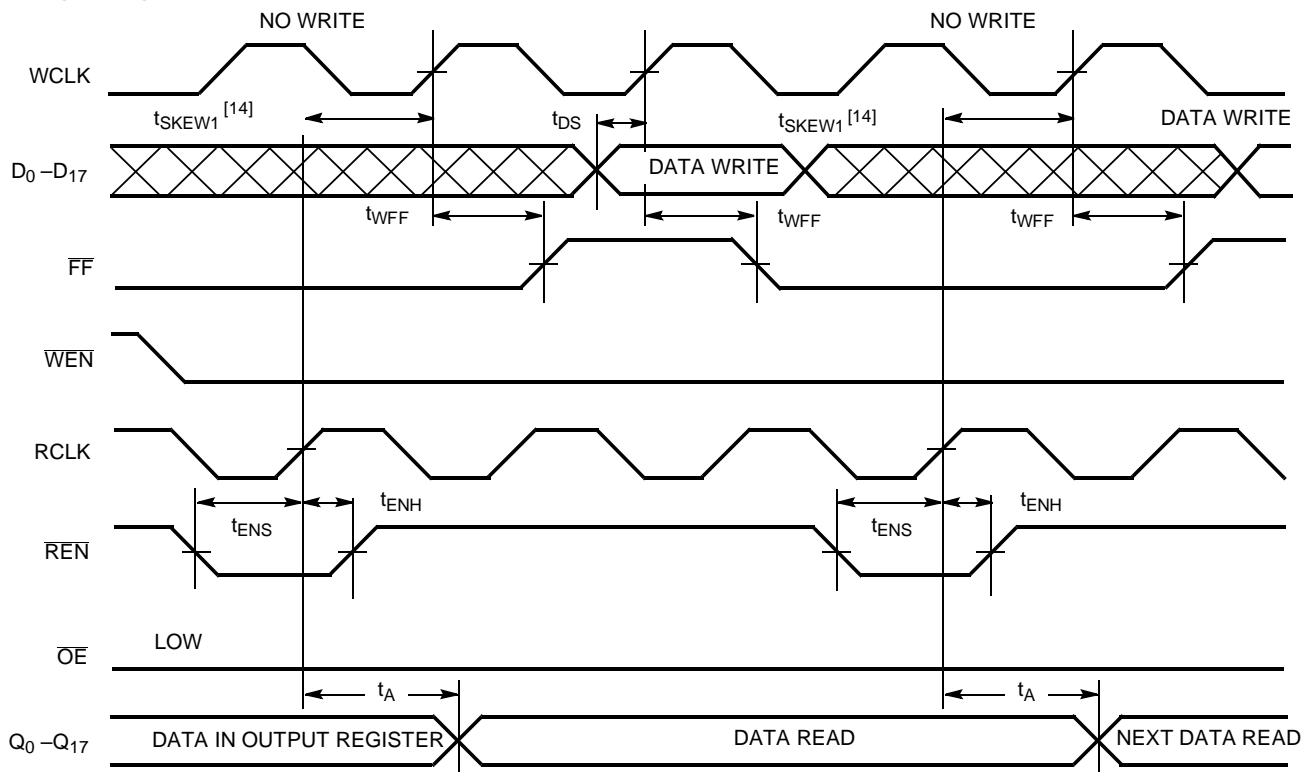 NO WRITE NO WRITE
WCLK
tSKEW1 [14] tDS tSKEW1 [14] DATA WRITE
D0 –D17 DATA WRITE
tWFF tWFF tWFF
FF
WEN
RCLK
tENS tENH tENS tENH
REN
LOW
OE
tA tA
Q0 –Q17 DATA IN OUTPUT REGISTER DATA READ NEXT DATA READ